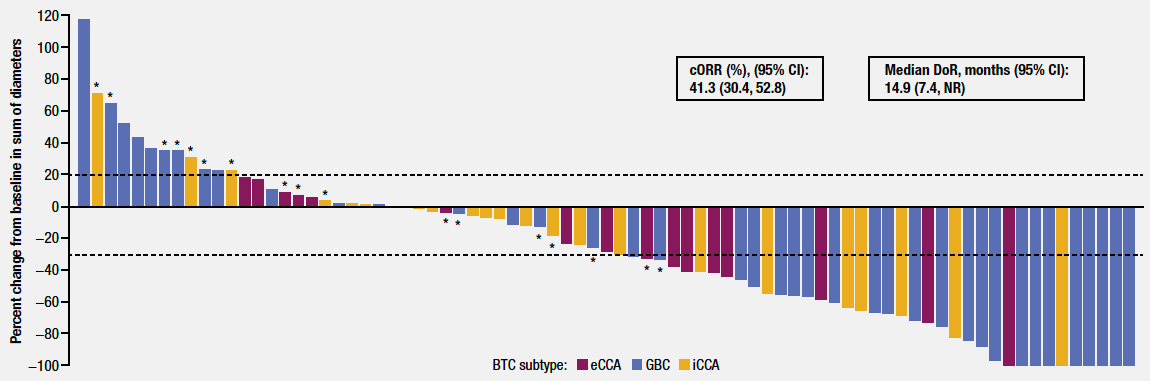 Percent change from baseline in sum of diameters
120
100
80
60
40
20
0
−20
−40
−60
−80
−100
cORR (%), (95% CI):
41.3 (30.4, 52.8)
Median DoR, months (95% CI):
14.9 (7.4, NR)
* * * * * * * * * * *
* * * * * * *
BTC subtype: eCCA GBC iCCA